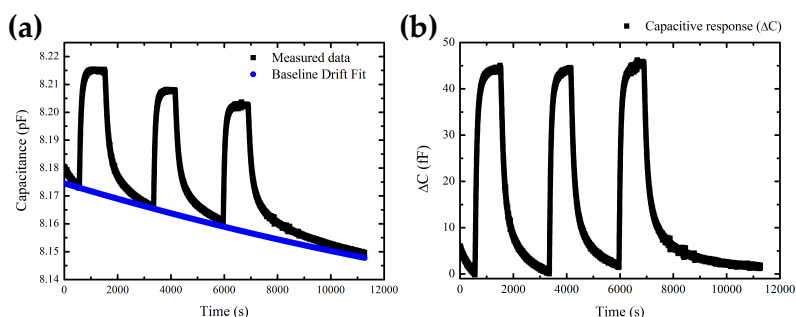 (a)
8.22
8.21
8.20
8.19
8.18
8.17
8.16
8.15
8.14
Capacitance (pF)
Measured data
Baseline Drift Fit
0 2000 4000 6000 8000 10000 12000
Time (s)
(b)
Capacitive response (ΔC)
50
40
30
20
10
0
ΔC (fF)
0 2000 4000 6000 8000 10000 12000
Time (s)